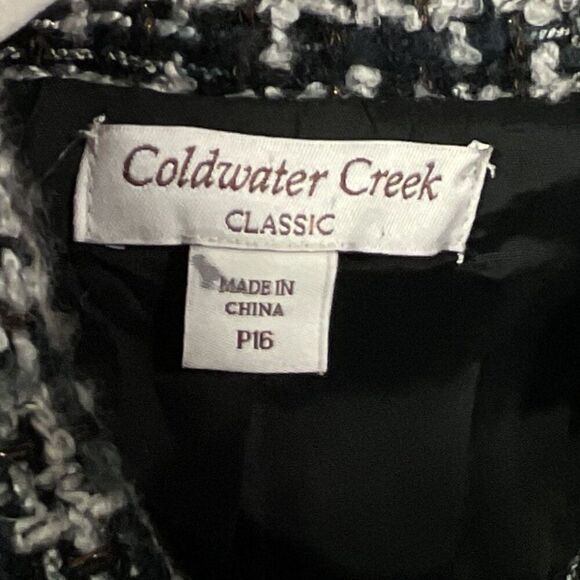 Coldwater Creek
CLASSIC
MADE IN
CHINA
P16